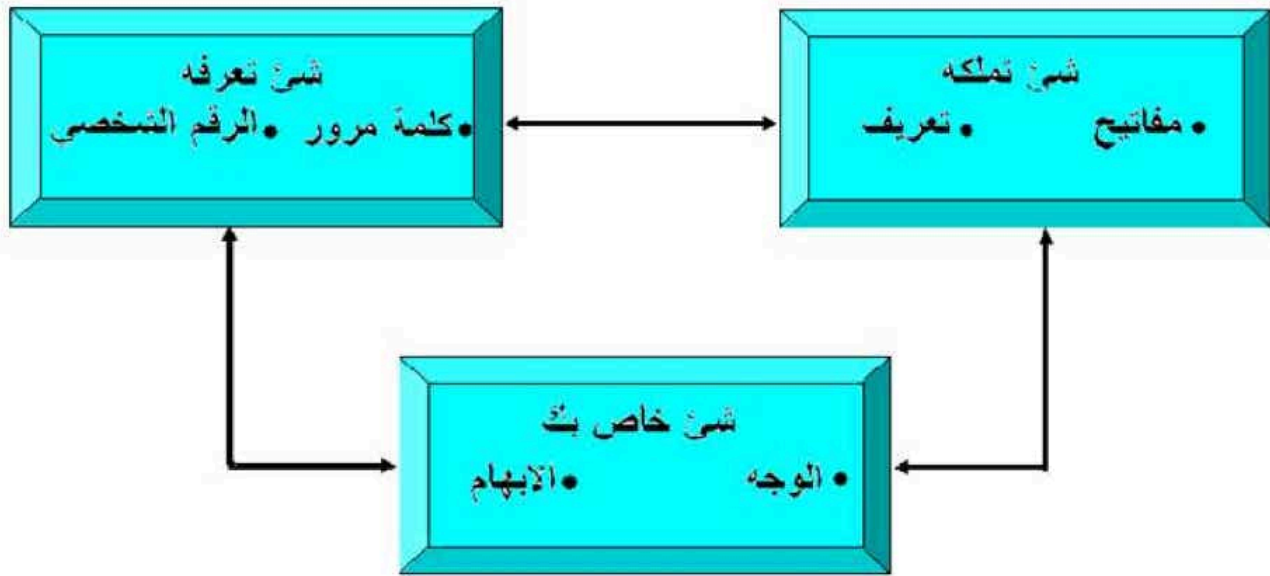 شئ تملكه
• مفاتيح • تعريف
شئ تعرفه
• كلمة مرور • الرقم الشخصي
شئ خاص بك
• الوجه • الابهام